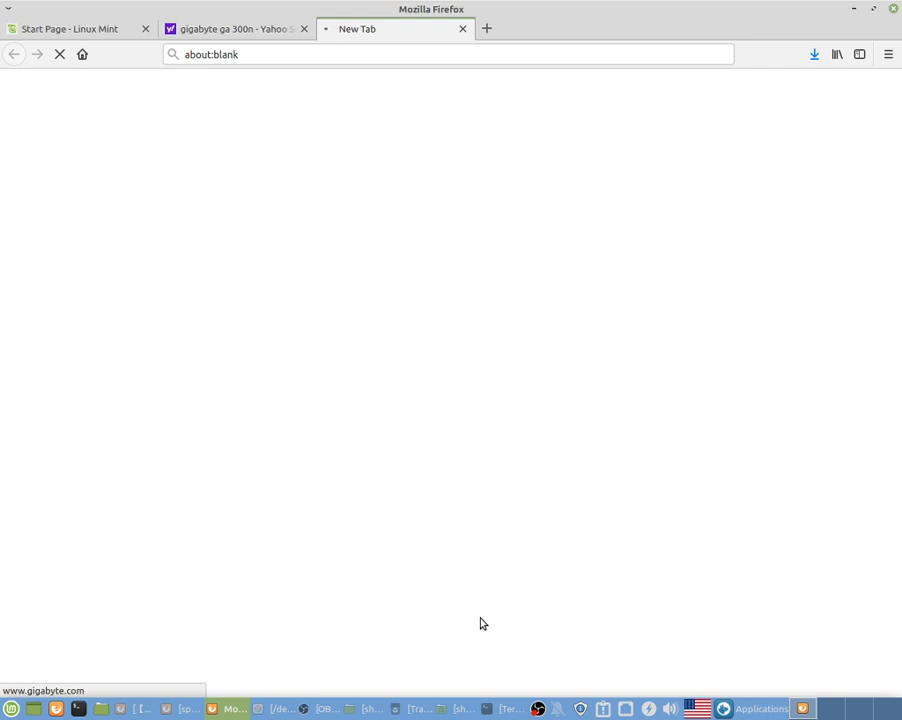 Mozilla Firefox
Start Page - Linux Mint
gigabyte ga 300n - Yahoo S
New Tab
about:blank
www.gigabyte.com
[ [...
[sp...
Mo...
[/de...
[OB...
[sh...
[Tra...
[sh...
[Ter...
Applications